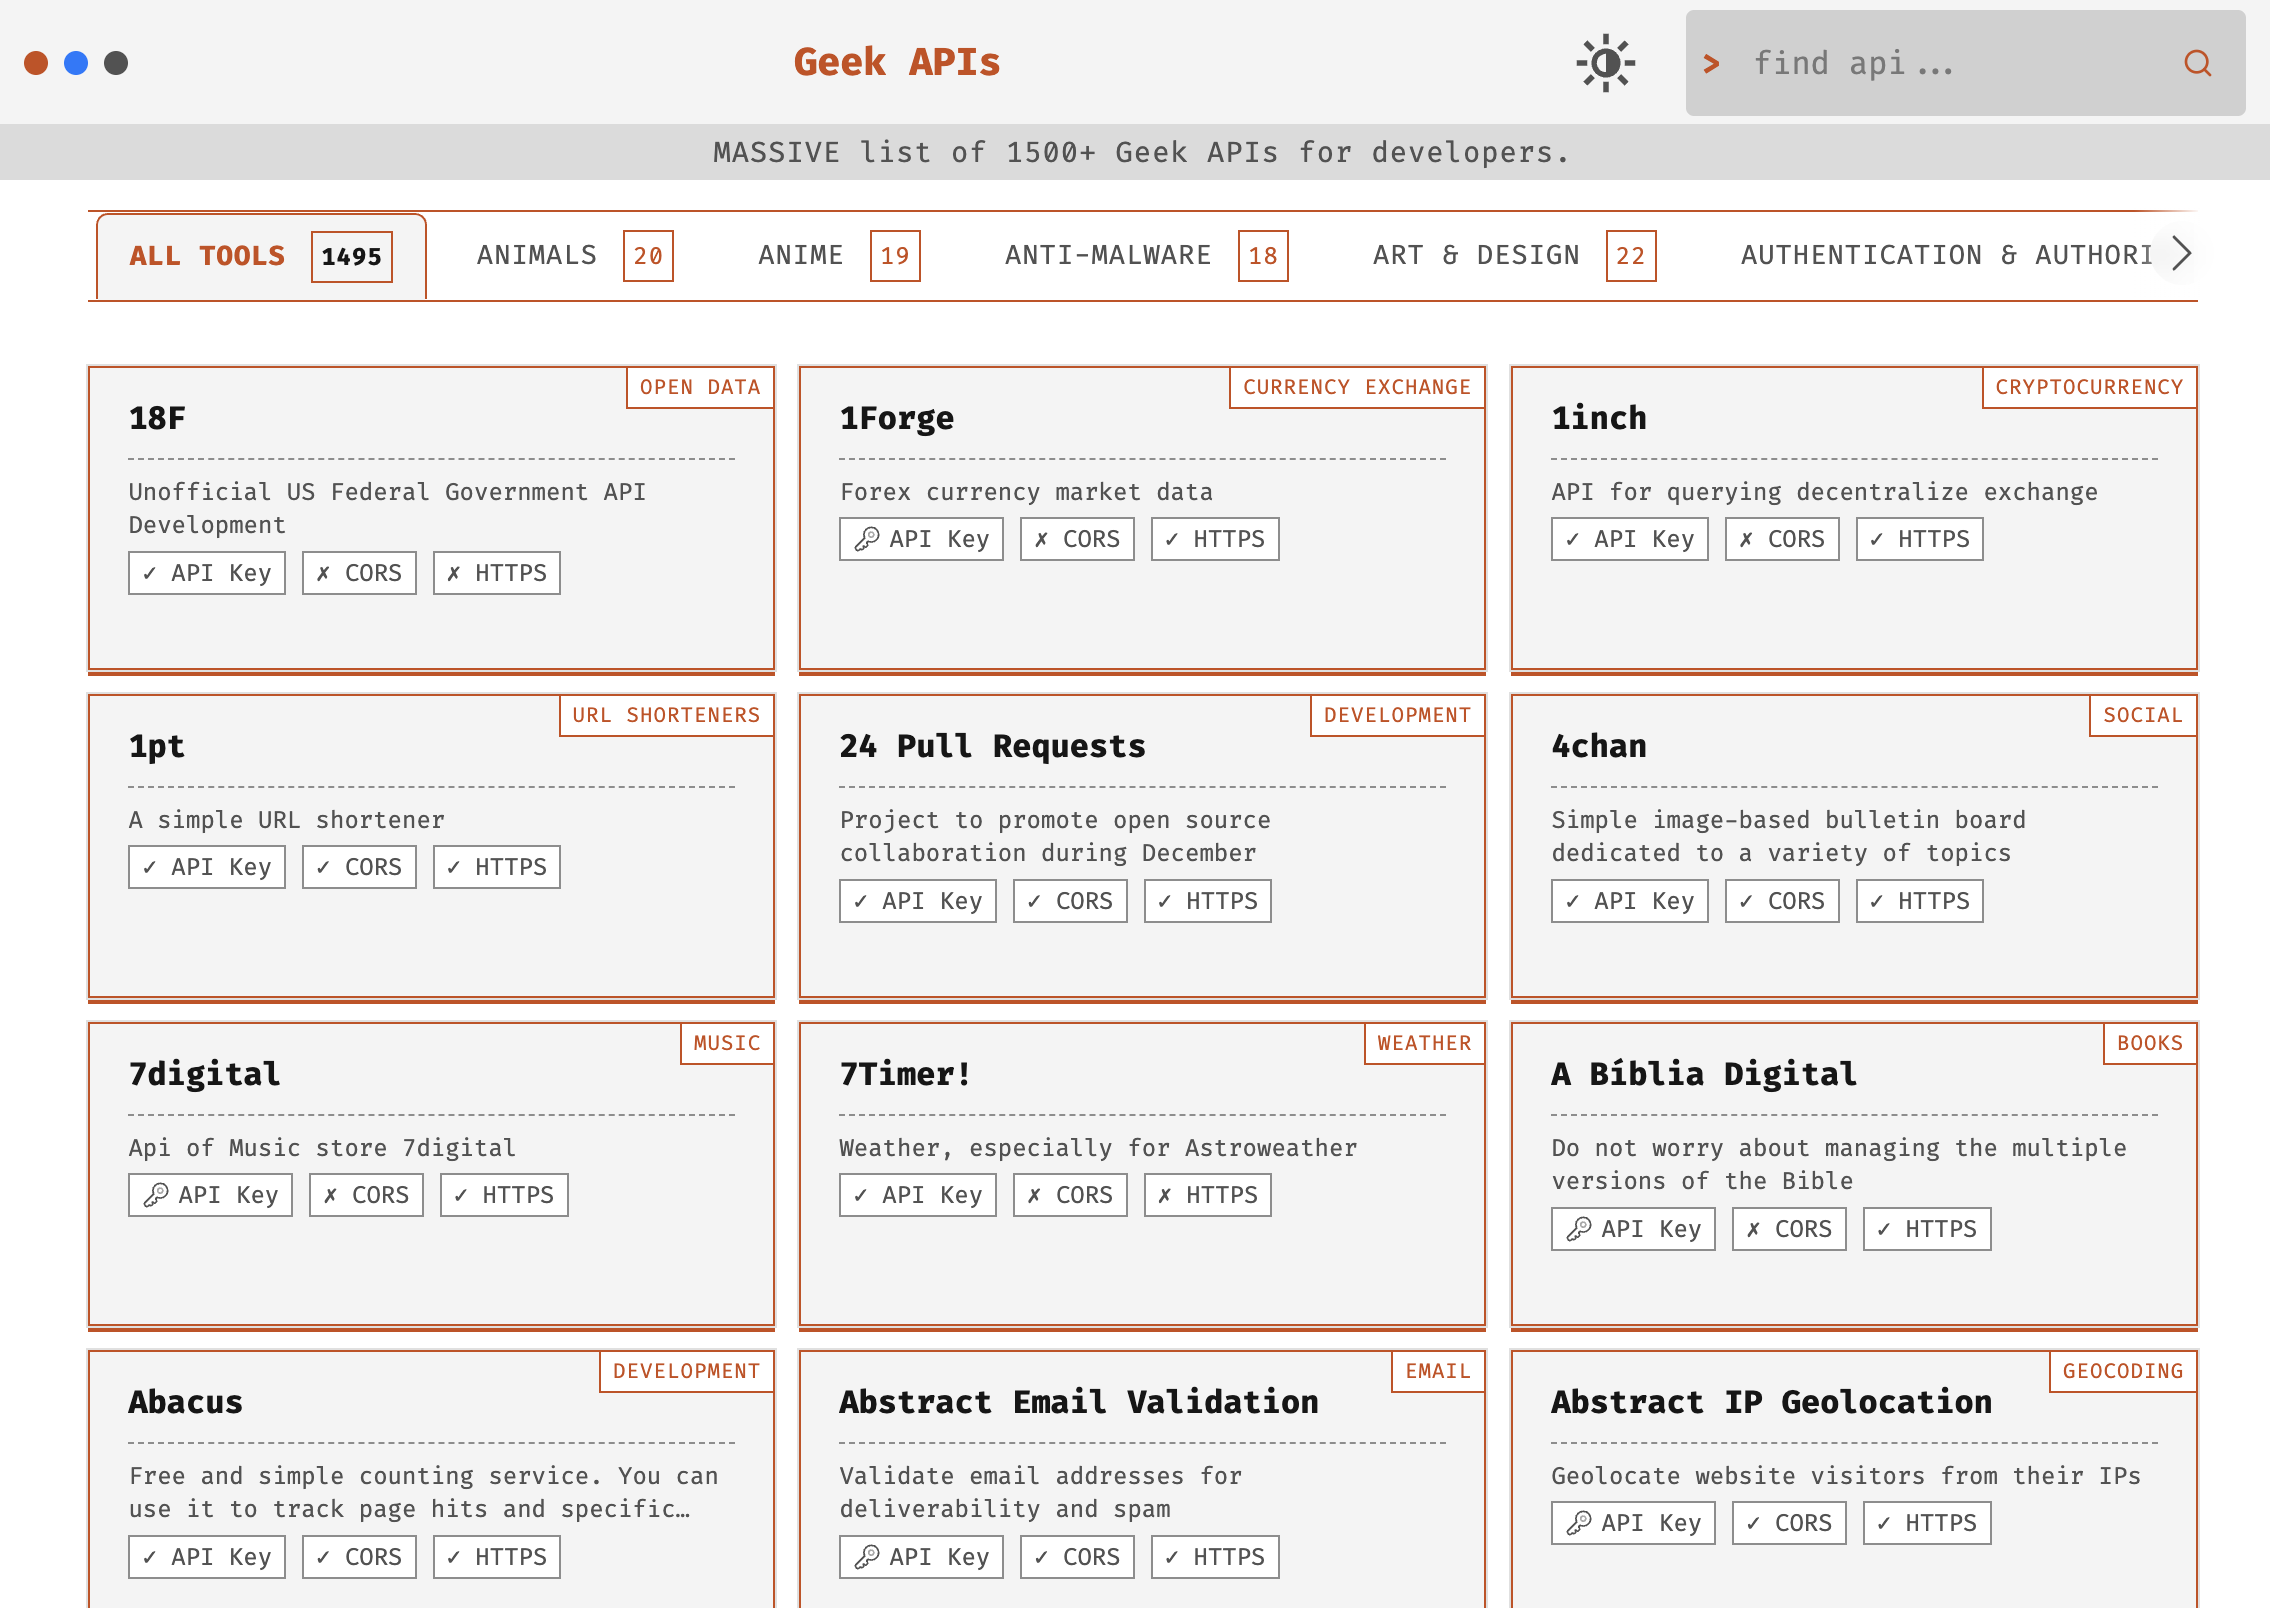 Geek APIs
> find api...
MASSIVE list of 1500+ Geek APIs for developers.
ALL TOOLS 1495 ANIMALS 20 ANIME 19 ANTI-MALWARE 18 ART & DESIGN 22 AUTHENTICATION & AUTHORI
OPEN DATA
18F
Unofficial US Federal Government API
Development
✓ API Key ✗ CORS ✗ HTTPS
CURRENCY EXCHANGE
1Forge
Forex currency market data
API Key ✗ CORS ✓ HTTPS
CRYPTOCURRENCY
1inch
API for querying decentralize exchange
✓ API Key ✗ CORS ✓ HTTPS
URL SHORTENERS
1pt
A simple URL shortener
✓ API Key ✓ CORS ✓ HTTPS
DEVELOPMENT
24 Pull Requests
Project to promote open source
collaboration during December
✓ API Key ✓ CORS ✓ HTTPS
SOCIAL
4chan
Simple image-based bulletin board
dedicated to a variety of topics
✓ API Key ✓ CORS ✓ HTTPS
MUSIC
7digital
Api of Music store 7digital
API Key ✗ CORS ✓ HTTPS
WEATHER
7Timer!
Weather, especially for Astroweather
✓ API Key ✗ CORS ✗ HTTPS
BOOKS
A Bíblia Digital
Do not worry about managing the multiple
versions of the Bible
API Key ✗ CORS ✓ HTTPS
DEVELOPMENT
Abacus
Free and simple counting service. You can
use it to track page hits and specific…
✓ API Key ✓ CORS ✓ HTTPS
EMAIL
Abstract Email Validation
Validate email addresses for
deliverability and spam
API Key ✓ CORS ✓ HTTPS
GEOCODING
Abstract IP Geolocation
Geolocate website visitors from their IPs
API Key ✓ CORS ✓ HTTPS